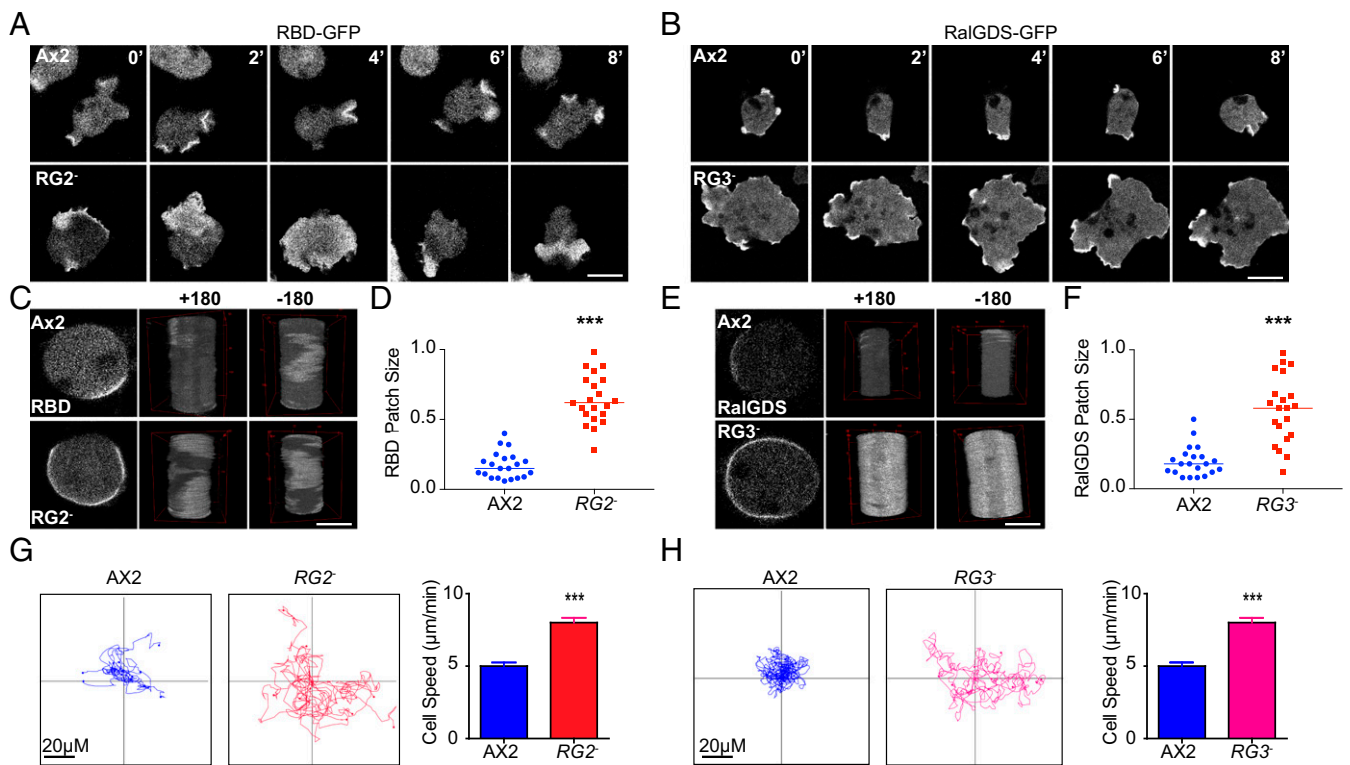 A
RBD-GFP
Ax2
0’
2’
4’
6’
8’
RG2-
B
RalGDS-GFP
Ax2
0’
2’
4’
6’
8’
RG3-
C
+180
-180
Ax2
RBD
RG2-
D
***
RBD Patch Size
1.0
0.5
0.0
AX2
RG2-
E
+180
-180
Ax2
RalGDS
RG3-
F
***
RalGDS Patch Size
1.0
0.5
0.0
AX2
RG3-
G
AX2
RG2-
20µM
Cell Speed (µm/min)
10
5
0
***
AX2
RG2-
H
AX2
RG3-
20µM
Cell Speed (µm/min)
10
5
0
***
AX2
RG3-